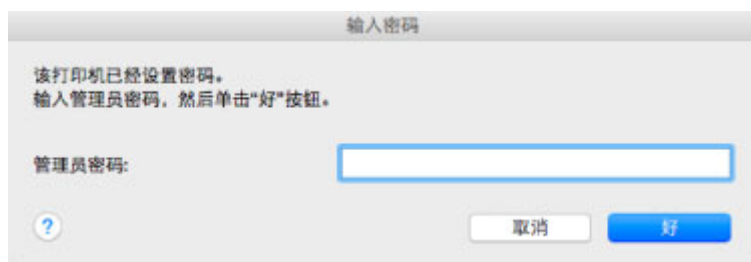 输入密码
该打印机已经设置密码。
输入管理员密码，然后单击“好”按钮。
管理员密码:
?
取消
好